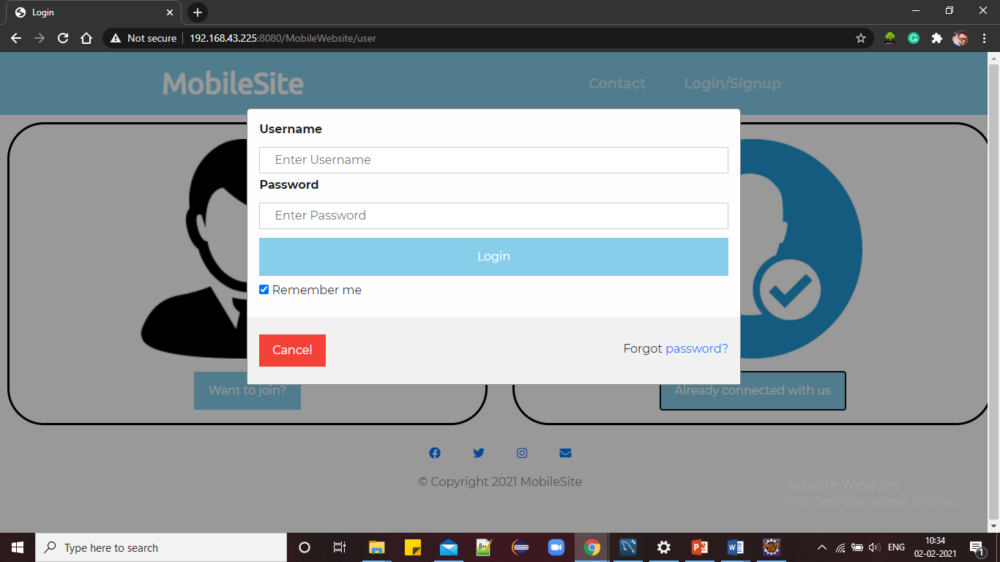 Login
Not secure
192.168.43.225:8080/MobileWebsite/user
MobileSite
Contact
Login/Signup
Username
Enter Username
Password
Enter Password
Login
Remember me
Cancel
Forgot password?
Want to join?
Already connected with us
© Copyright 2021 MobileSite
Activate Windows
Go to Settings to activate Windows.
Type here to search
ENG
10:34
02-02-2021
1